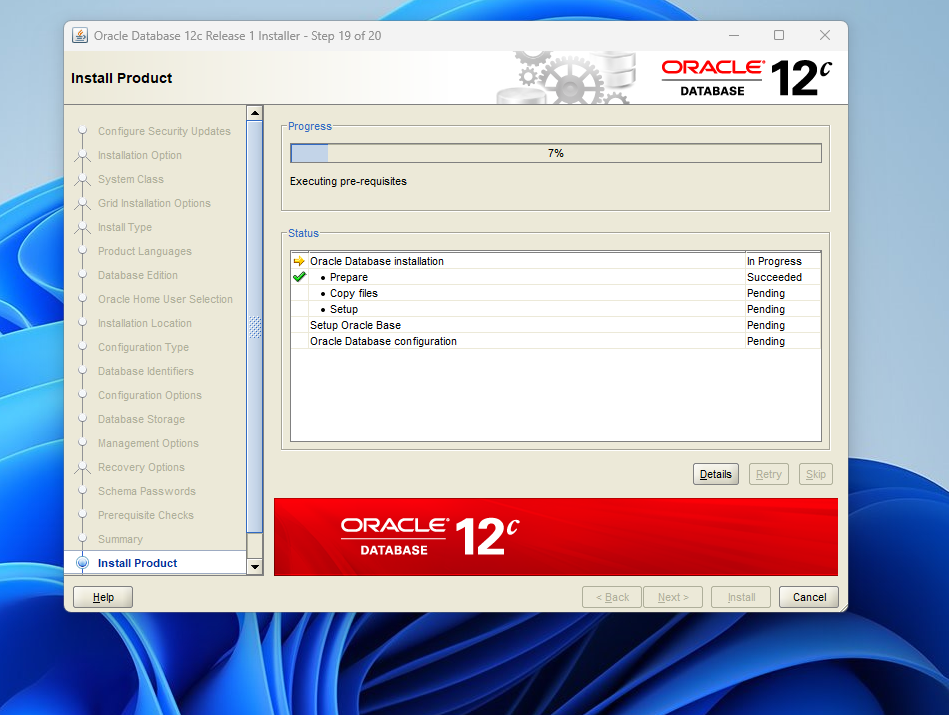 Oracle Database 12c Release 1 Installer - Step 19 of 20
Install Product
ORACLE DATABASE 12c
Configure Security Updates
Installation Option
System Class
Grid Installation Options
Install Type
Product Languages
Database Edition
Oracle Home User Selection
Installation Location
Configuration Type
Database Identifiers
Configuration Options
Database Storage
Management Options
Recovery Options
Schema Passwords
Prerequisite Checks
Summary
Install Product
Progress
7%
Executing pre-requisites
Status
Oracle Database installation In Progress
• Prepare Succeeded
• Copy files Pending
• Setup Pending
Setup Oracle Base Pending
Oracle Database configuration Pending
Details Retry Skip
ORACLE DATABASE 12c
Help < Back Next > Install Cancel